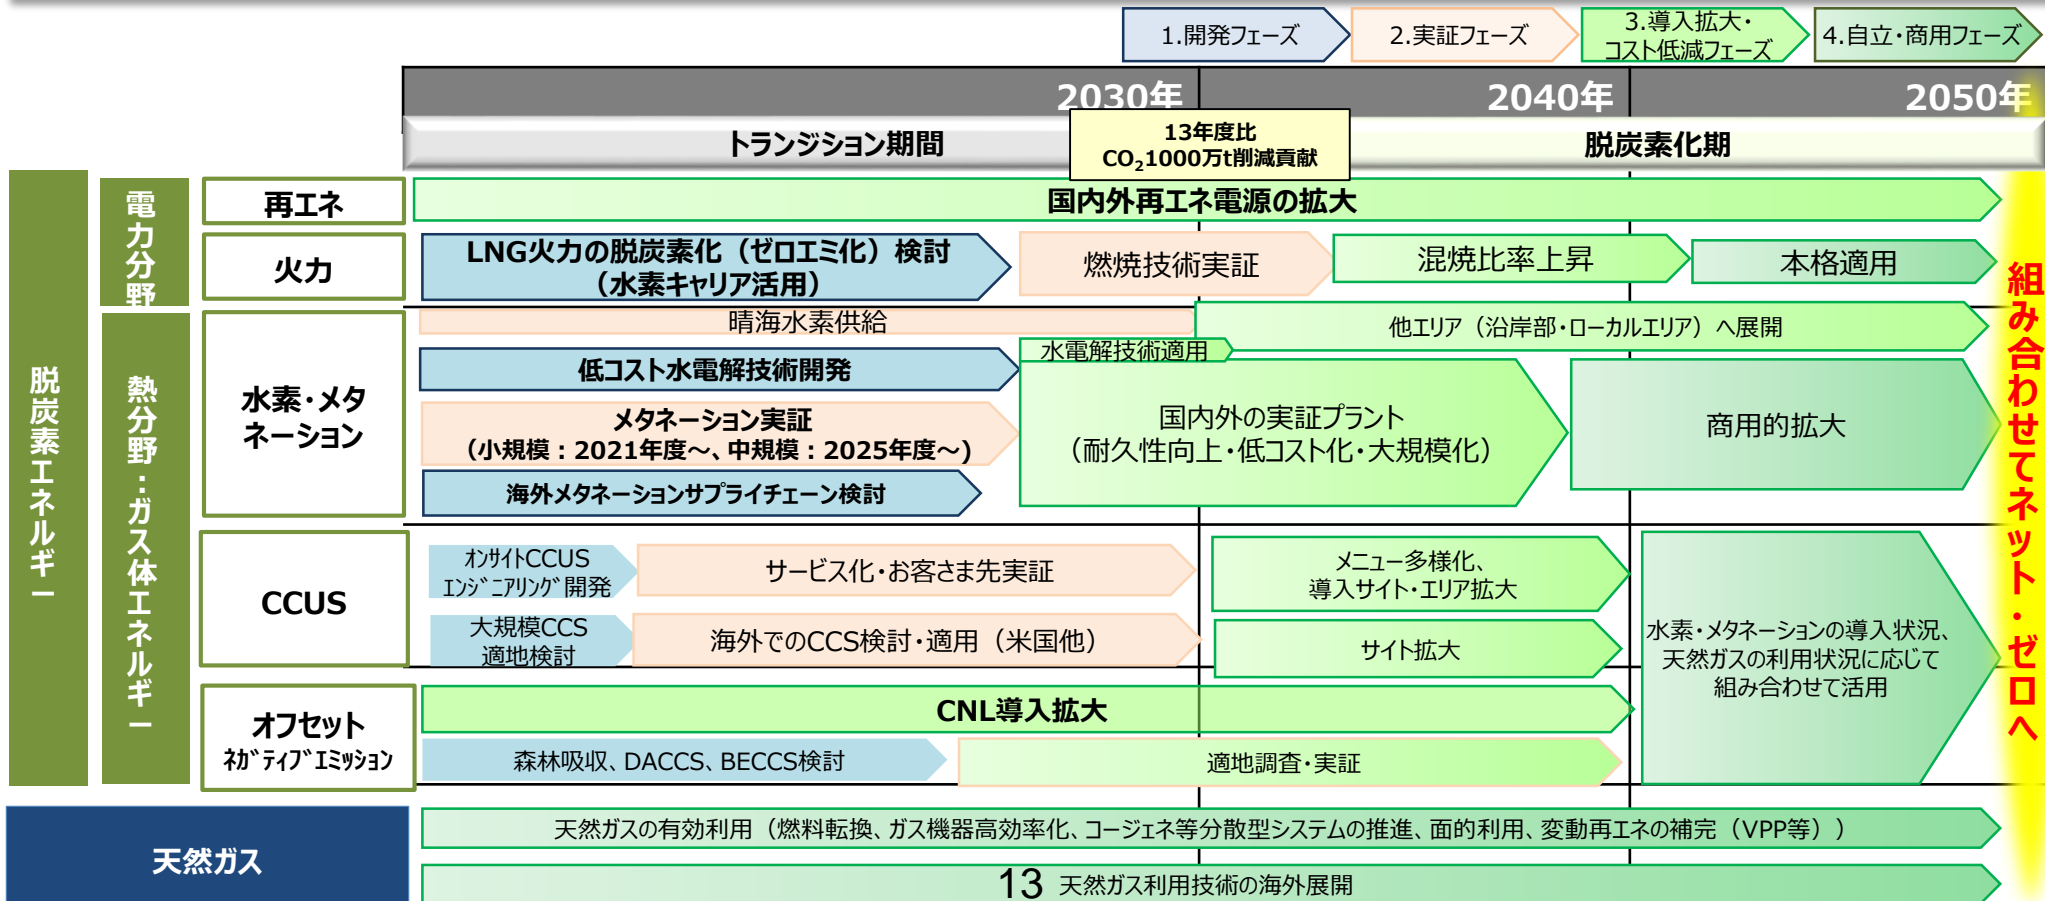 1.開発フェーズ
2.実証フェーズ
3.導入拡大・
コスト低減フェーズ
4.自立・商用フェーズ
2030年
2040年
2050年
トランジション期間
13年度比
CO₂1000万t削減貢献
脱炭素化期
脱炭素エネルギー
電力分野
再エネ
国内外再エネ電源の拡大
火力
LNG火力の脱炭素化（ゼロエミ化）検討
（水素キャリア活用）
燃焼技術実証
混焼比率上昇
本格適用
熱分野：ガス体エネルギー
水素・メタ
ネーション
晴海水素供給
他エリア（沿岸部・ローカルエリア）へ展開
水電解技術適用
低コスト水電解技術開発
メタネーション実証
（小規模：2021年度～、中規模：2025年度～)
海外メタネーションサプライチェーン検討
国内外の実証プラント
（耐久性向上・低コスト化・大規模化）
商用的拡大
CCUS
ｵﾝｻｲﾄCCUS
ｴﾝｼﾞﾆｱﾘﾝｸﾞ開発
サービス化・お客さま先実証
メニュー多様化、
導入サイト・エリア拡大
大規模CCS
適地検討
海外でのCCS検討・適用（米国他）
サイト拡大
水素・メタネーションの導入状況、
天然ガスの利用状況に応じて
組み合わせて活用
オフセット
ﾈｶﾞﾃｨﾌﾞｴﾐｯｼｮﾝ
CNL導入拡大
森林吸収、DACCS、BECCS検討
適地調査・実証
組み合わせてネット・ゼロへ
天然ガス
天然ガスの有効利用（燃料転換、ガス機器高効率化、コージェネ等分散型システムの推進、面的利用、変動再エネの補完（VPP等））
13
天然ガス利用技術の海外展開